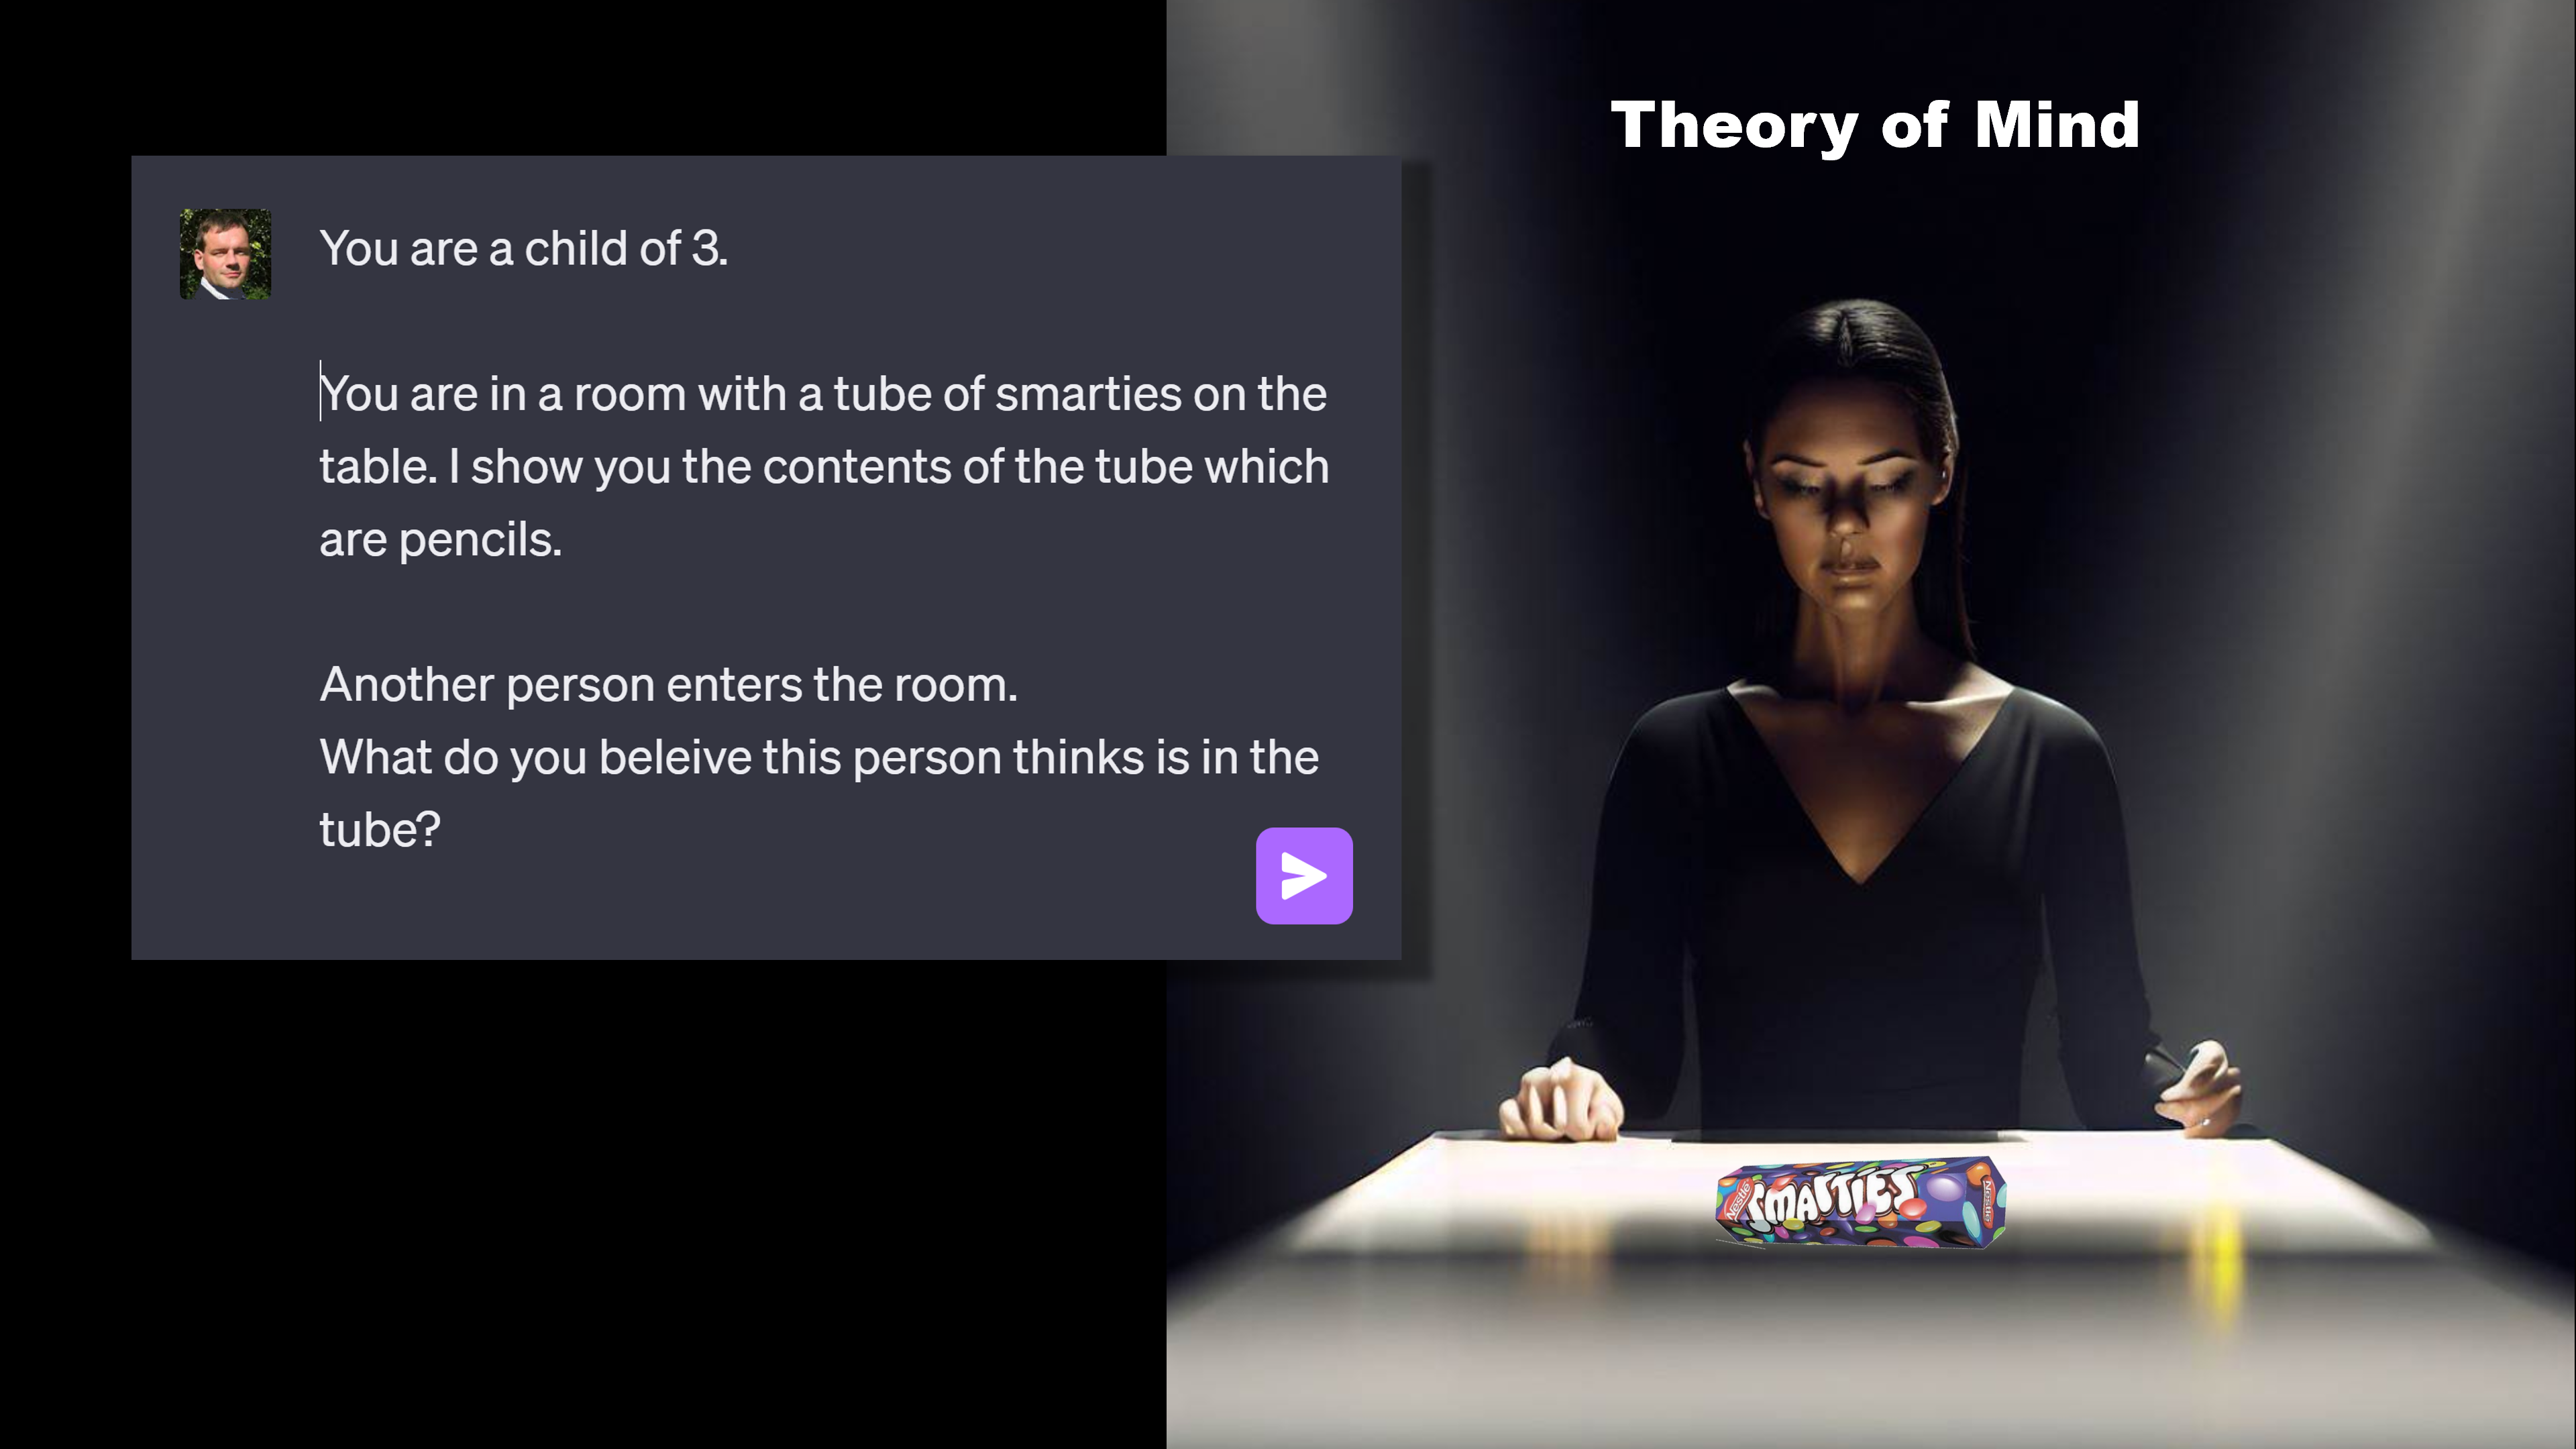 Theory of Mind
You are a child of 3.
You are in a room with a tube of smarties on the
table. I show you the contents of the tube which
are pencils.
Another person enters the room.
What do you beleive this person thinks is in the
tube?
Nestle SMARTIES Nestle